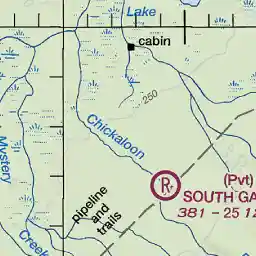 Lake
cabin
250
Chickaloon
Mystery
Creek
Pipeline
and
trails
R
(Pvt)
SOUTH GA
381 - 25 12